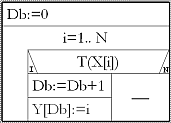 Db:=0
i=1.. N
T(X[i])
I
N
Db:=Db+1
—
Y[Db]:=i